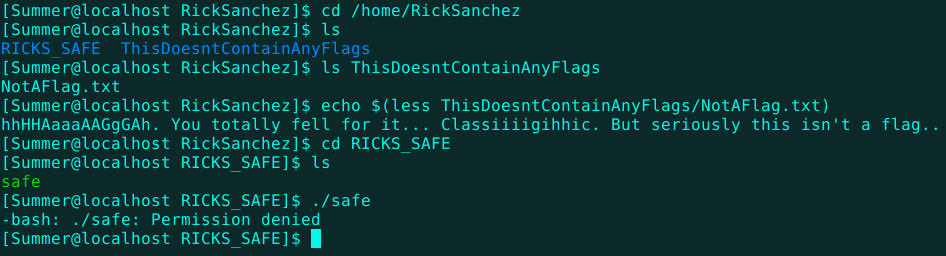 [Summer@localhost RickSanchez]$ cd /home/RickSanchez
[Summer@localhost RickSanchez]$ ls
RICKS_SAFE  ThisDoesntContainAnyFlags
[Summer@localhost RickSanchez]$ ls ThisDoesntContainAnyFlags
NotAFlag.txt
[Summer@localhost RickSanchez]$ echo $(less ThisDoesntContainAnyFlags/NotAFlag.txt)
hhHHAaaaAAGgGAh. You totally fell for it... Classiiiigihhic. But seriously this isn't a flag..
[Summer@localhost RickSanchez]$ cd RICKS_SAFE
[Summer@localhost RICKS_SAFE]$ ls
safe
[Summer@localhost RICKS_SAFE]$ ./safe
-bash: ./safe: Permission denied
[Summer@localhost RICKS_SAFE]$